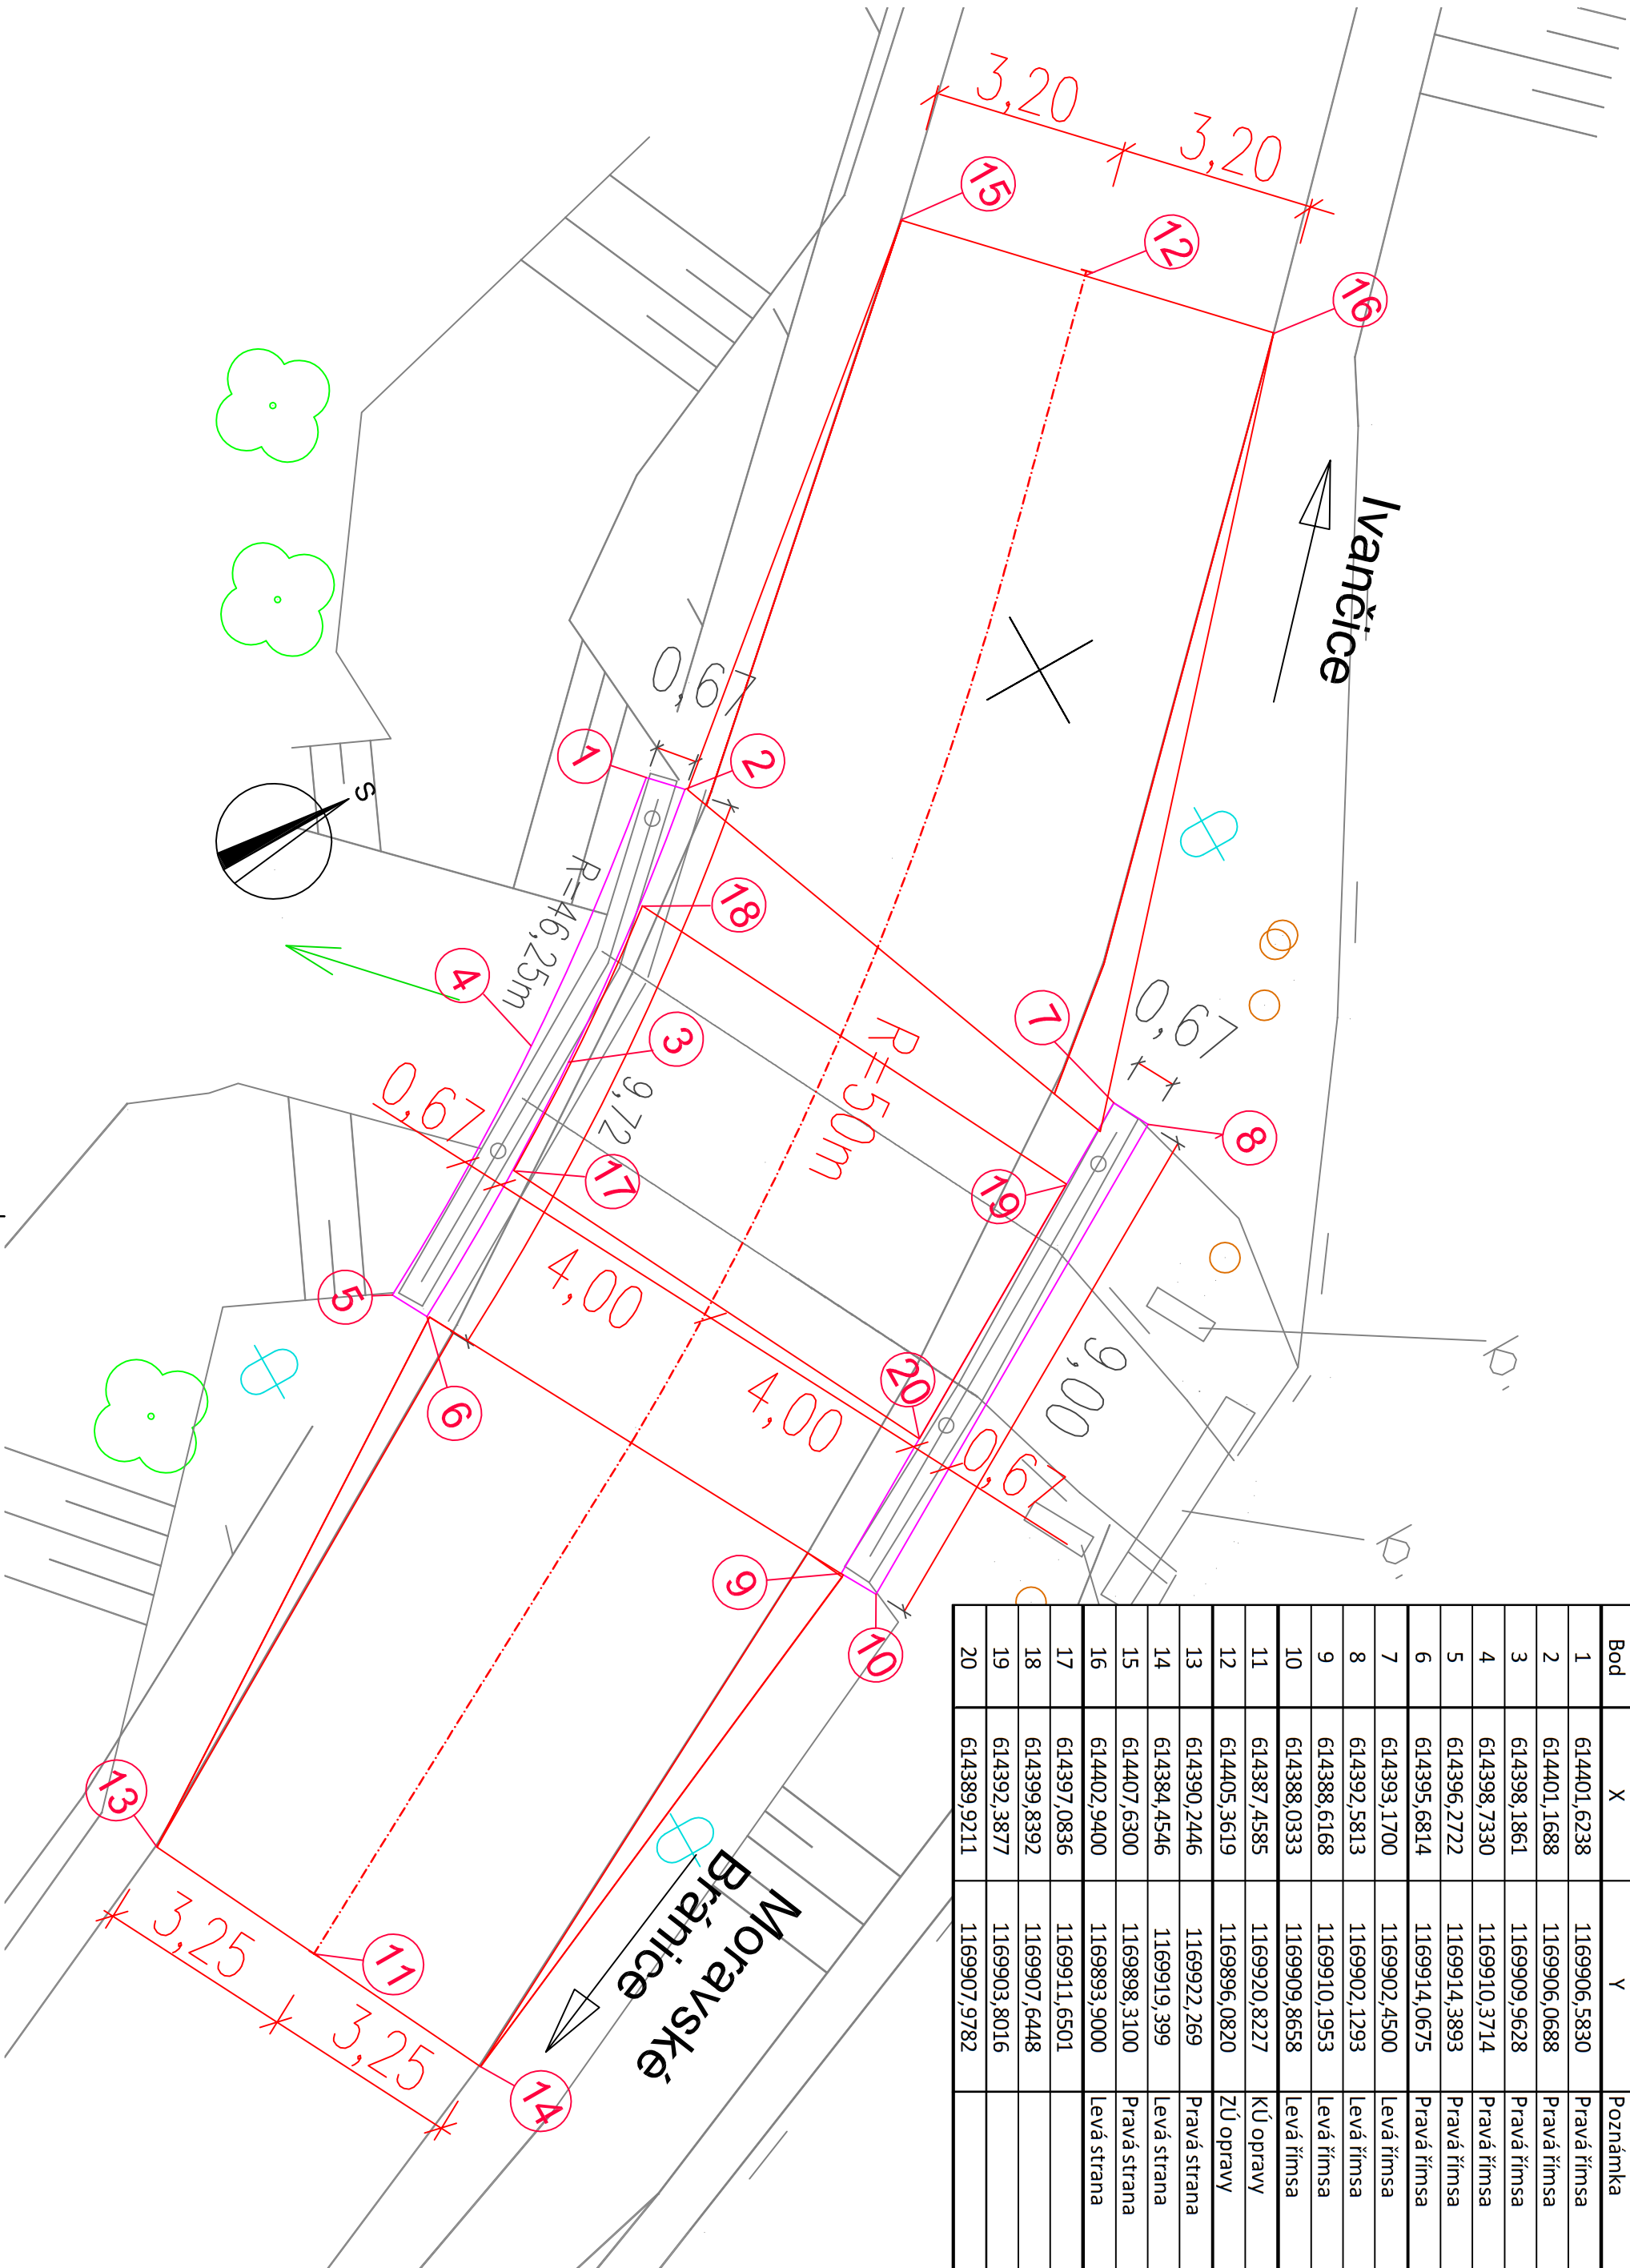 3,20
3,20
15
12
16
Ivančice
0,67
1
2
S
R=46,25m
18
4
3
0,67
9,72
17
R=50m
7
0,67
8
19
5
4,00
6
4,00
20
9,00
0,67
9
10
13
3,25
11
3,25
14
Moravské
Bránice
Bod X Y Poznámka
1 614401,6238 1169906,5830 Pravá římsa
2 614401,1688 1169906,0688 Pravá římsa
3 614398,1861 1169909,9628 Pravá římsa
4 614398,7330 1169910,3714 Pravá římsa
5 614396,2722 1169914,3893 Pravá římsa
6 614395,6814 1169914,0675 Pravá římsa
7 614393,1700 1169902,4500 Levá římsa
8 614392,5813 1169902,1293 Levá římsa
9 614388,6168 1169910,1953 Levá římsa
10 614388,0333 1169909,8658 Levá římsa
11 614387,4585 1169920,8227 KÚ opravy
12 614405,3619 1169896,0820 ZÚ opravy
13 614390,2446 1169922,269 Pravá strana
14 614384,4546 1169919,399 Levá strana
15 614407,6300 1169898,3100 Pravá strana
16 614402,9400 1169893,9000 Levá strana
17 614397,0836 1169911,6501
18 614399,8392 1169907,6448
19 614392,3877 1169903,8016
20 614389,9211 1169907,9782